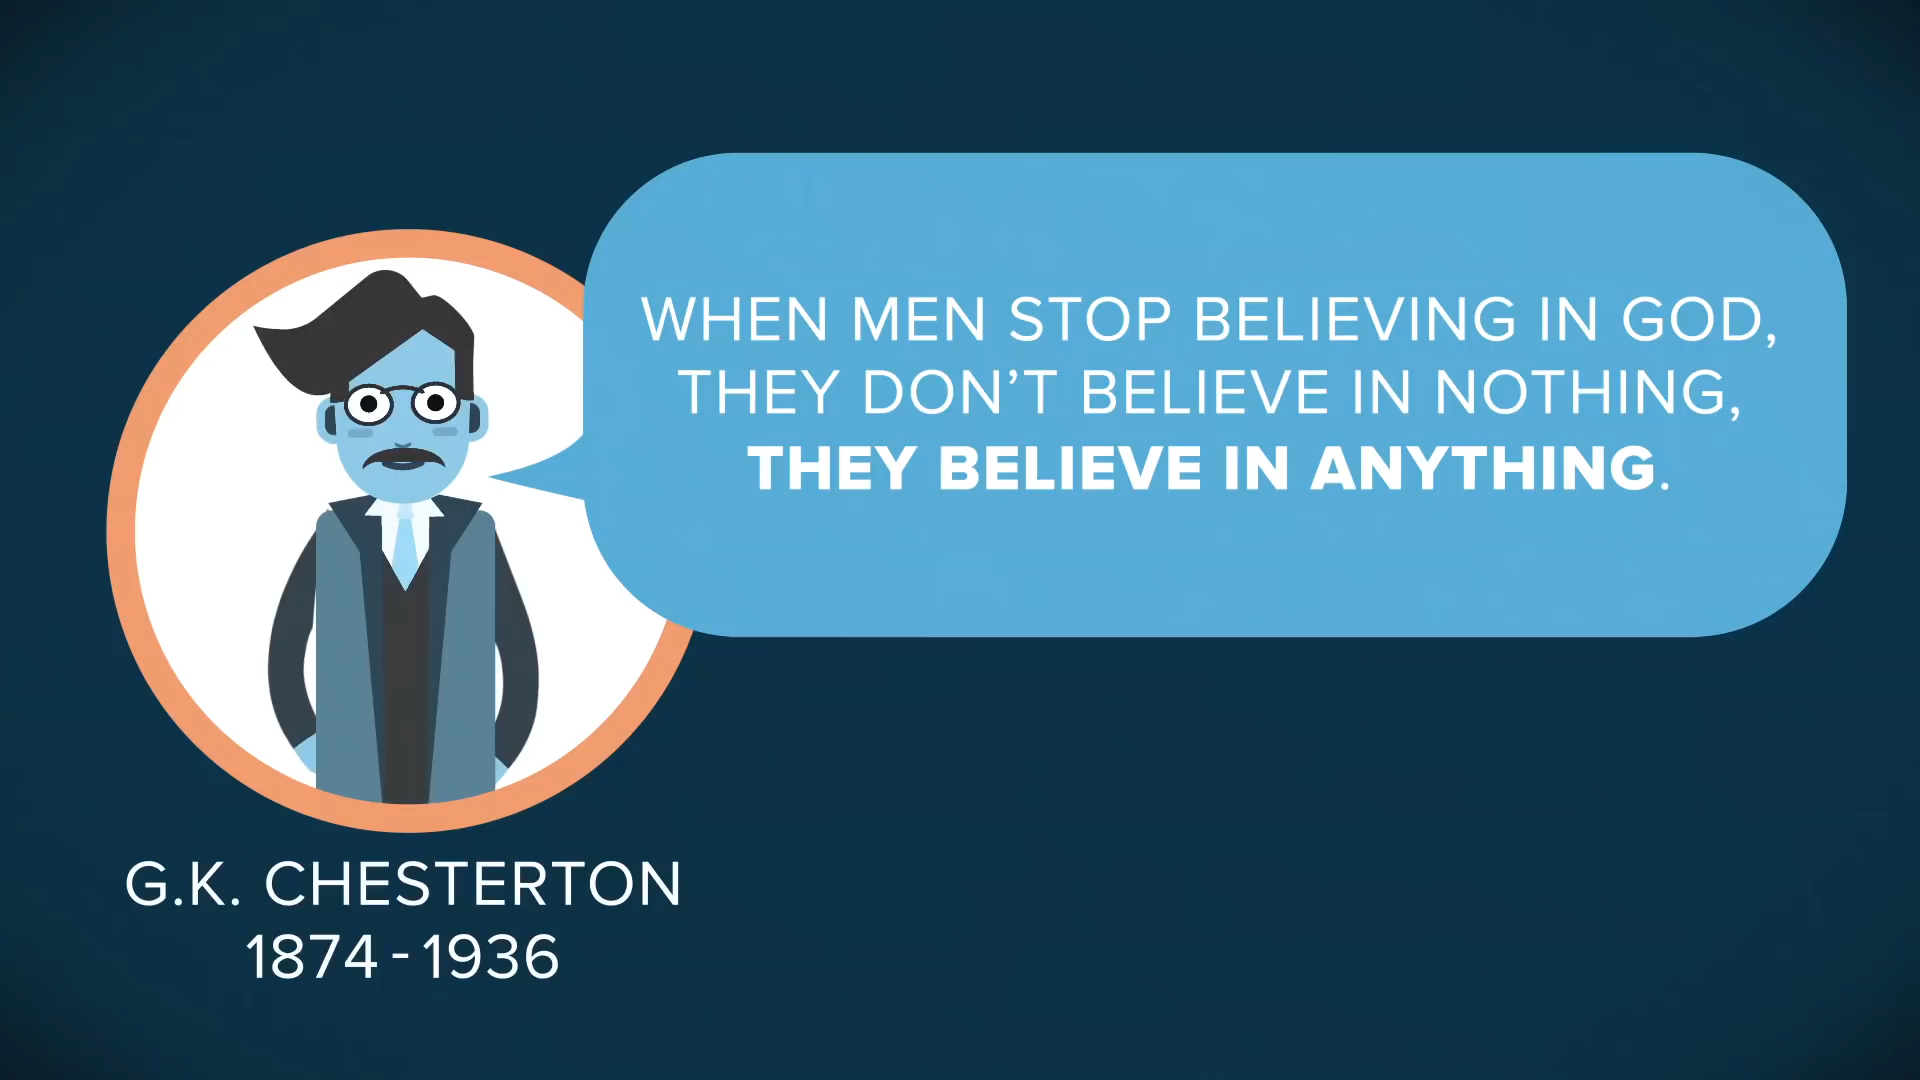 WHEN MEN STOP BELIEVING IN GOD,
THEY DON’T BELIEVE IN NOTHING,
THEY BELIEVE IN ANYTHING.
G.K. CHESTERTON
1874 - 1936